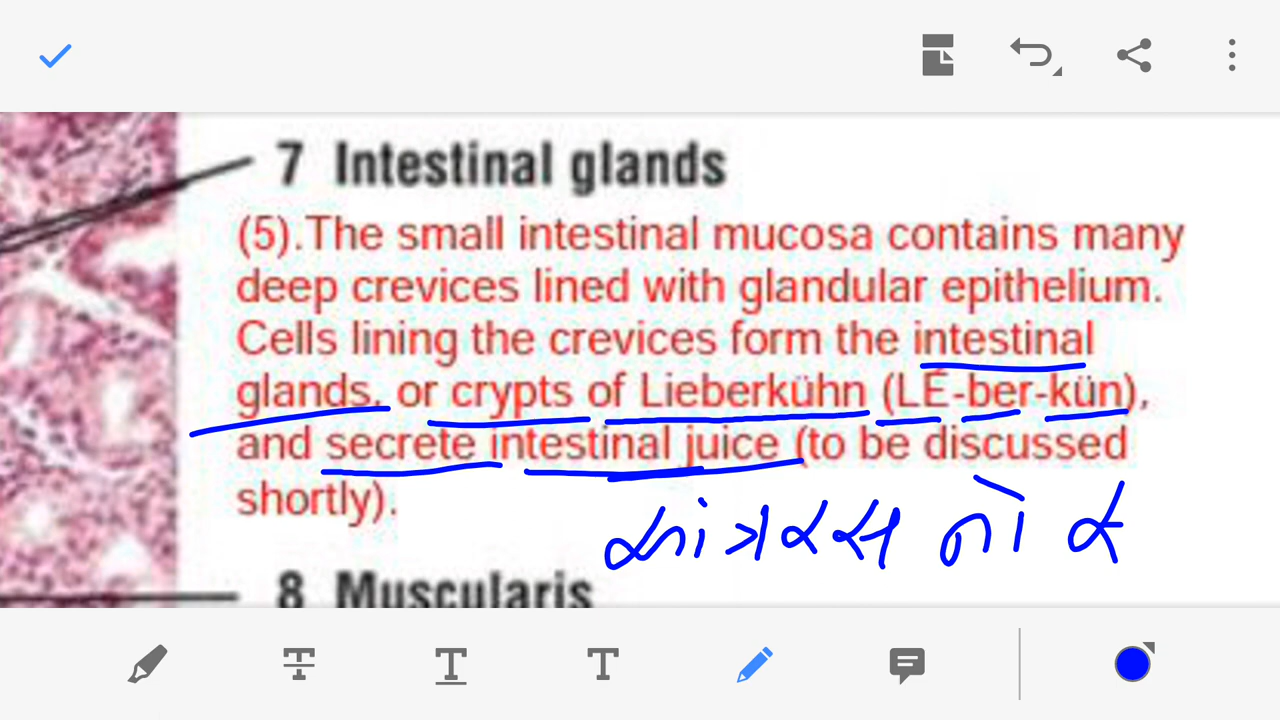 7 Intestinal glands
(5).The small intestinal mucosa contains many
deep crevices lined with glandular epithelium.
Cells lining the crevices form the intestinal
glands, or crypts of Lieberkühn (LĒ-ber-kün),
and secrete intestinal juice (to be discussed
shortly).
8 Muscularis